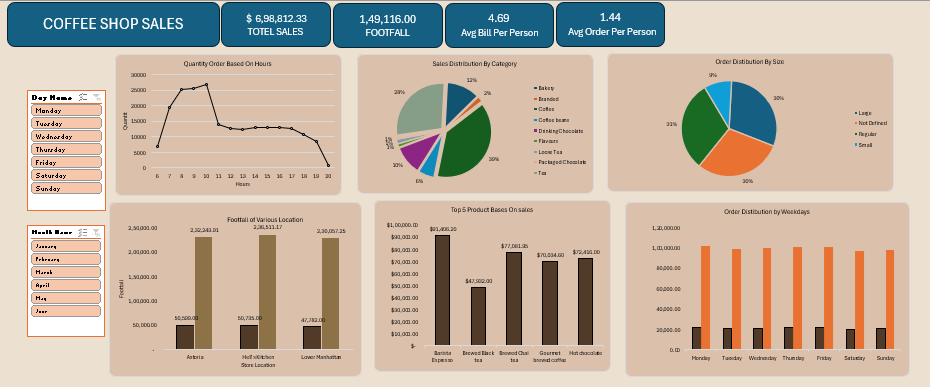 COFFEE SHOP SALES
$ 6,98,812.33
TOTEL SALES
1,49,116.00
FOOTFALL
4.69
Avg Bill Per Person
1.44
Avg Order Per Person
Day Name
Monday
Tuesday
Wednesday
Thursday
Friday
Saturday
Sunday
Month Name
January
February
March
April
May
June
Quantity Order Based On Hours
30000
25000
20000
15000
10000
5000
0
Quantity
6 7 8 9 10 11 12 13 14 15 16 17 18 19 20
Hours
Sales Distribution By Category
12%
2%
39%
6%
10%
28%
Bakery
Branded
Coffee
Coffee beans
Drinking Chocolate
Flavours
Loose Tea
Packaged Chocolate
Tea
Order Distibution By Size
9%
30%
30%
31%
Large
Not Defined
Regular
Small
Footfall of Various Location
2,50,000.00
2,00,000.00
1,50,000.00
1,00,000.00
50,000.00
-
Footfall
2,32,243.91
2,36,511.17
2,30,057.25
50,599.00
50,735.00
47,782.00
Astoria
Hell's Kitchen
Lower Manhattan
Store Location
Top 5 Product Bases On sales
$1,00,000.00
$90,000.00
$80,000.00
$70,000.00
$60,000.00
$50,000.00
$40,000.00
$30,000.00
$20,000.00
$10,000.00
$-
$91,406.20
$47,932.00
$77,081.95
$70,034.60
$72,416.00
Barista Espresso
Brewed Black tea
Brewed Chai tea
Gourmet brewed coffee
Hot chocolate
Order Distibution by Weekdays
1,20,000.00
1,00,000.00
80,000.00
60,000.00
40,000.00
20,000.00
0.00
Monday
Tuesday
Wednesday
Thursday
Friday
Saturday
Sunday